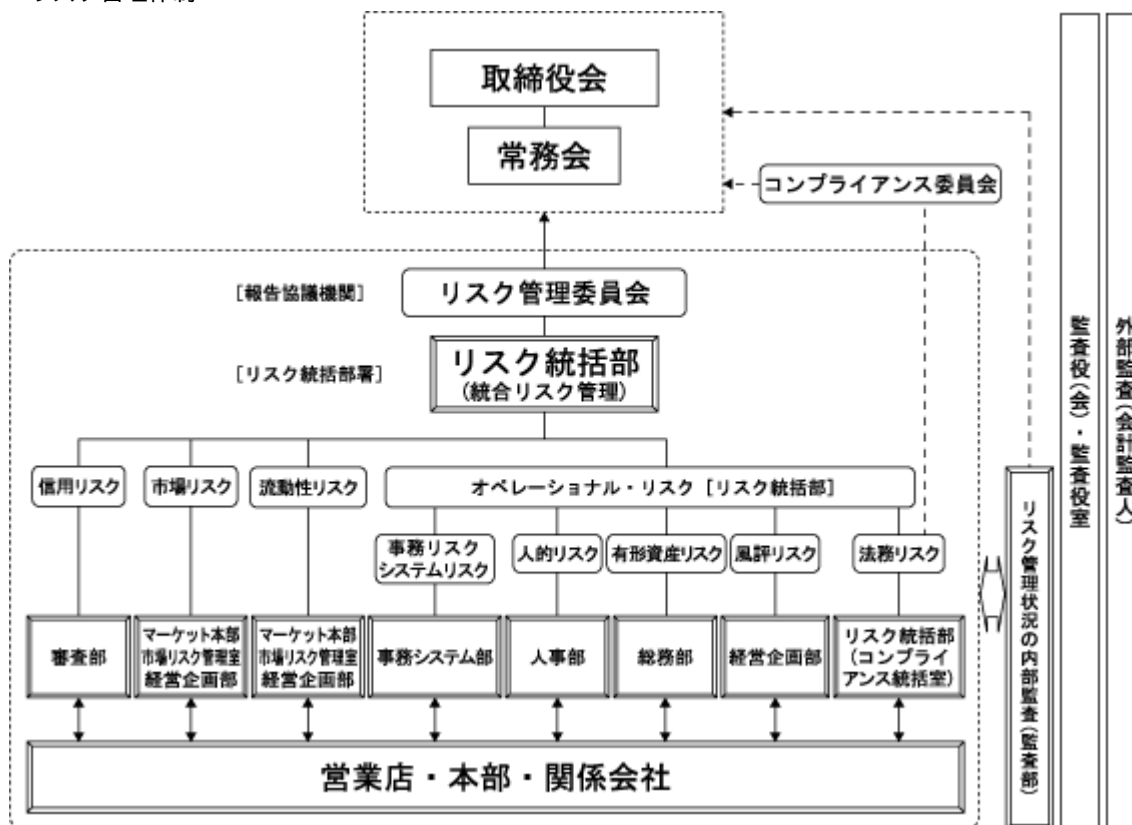 取締役会
常務会
コンプライアンス委員会
[報告協議機関]
リスク管理委員会
[リスク統括部署]
リスク統括部
(統合リスク管理)
信用リスク
市場リスク
流動性リスク
オペレーショナル・リスク[リスク統括部]
事務リスク
システムリスク
人的リスク
有形資産リスク
風評リスク
法務リスク
審査部
マーケット本部
市場リスク管理室
経営企画部
マーケット本部
市場リスク管理室
経営企画部
事務システム部
人事部
総務部
経営企画部
リスク統括部
(コンプライ
アンス統括室)
営業店・本部・関係会社
リスク管理状況の内部監査(監査部)
監査役(会)・監査役室
外部監査(会計監査人)